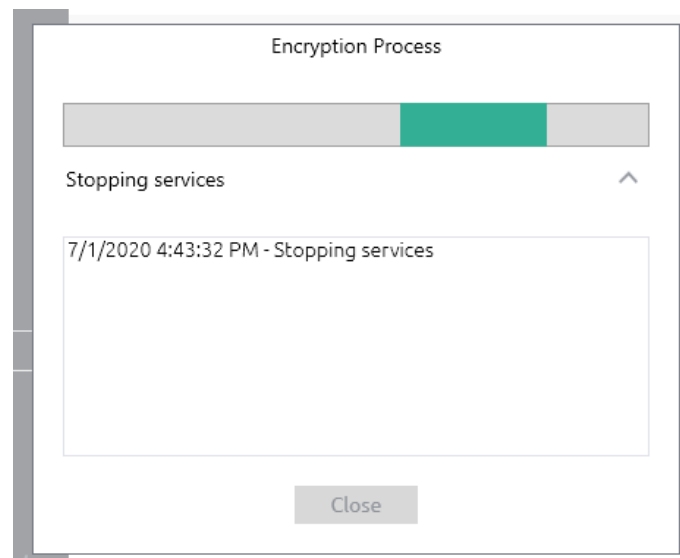 Encryption Process
Stopping services
7/1/2020 4:43:32 PM - Stopping services
Close